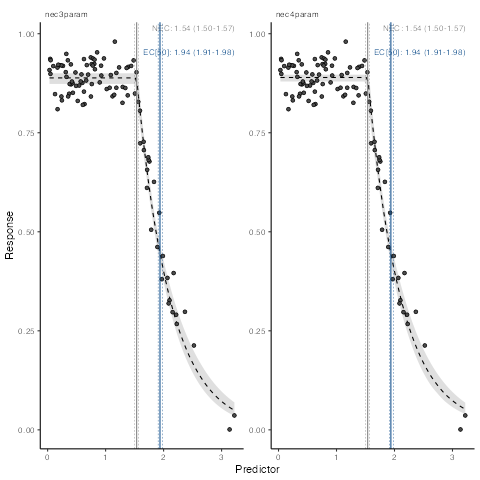 nec3param
nec4param
NEC: 1.54 (1.50-1.57)
NEC: 1.54 (1.50-1.57)
EC[50]: 1.94 (1.91-1.98)
EC[50]: 1.94 (1.91-1.98)
1.00
1.00
0.75
0.75
Response
0.50
0.50
0.25
0.25
0.00
0.00
0
1
2
3
0
1
2
3
Predictor